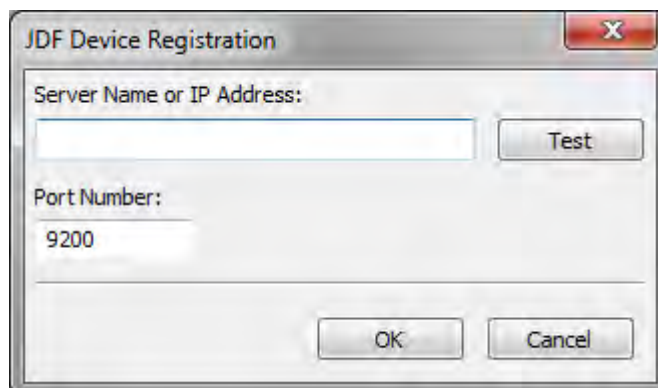 JDF Device Registration
Server Name or IP Address:
Test
Port Number:
9200
OK Cancel